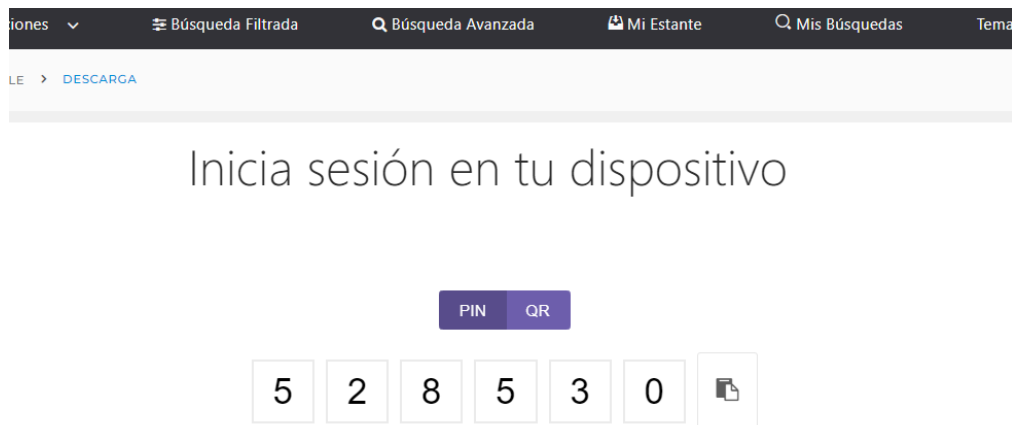 iones Búsqueda Filtrada Búsqueda Avanzada Mi Estante Mis Búsquedas Tema
LE > DESCARGA
Inicia sesión en tu dispositivo
PIN QR
5 2 8 5 3 0